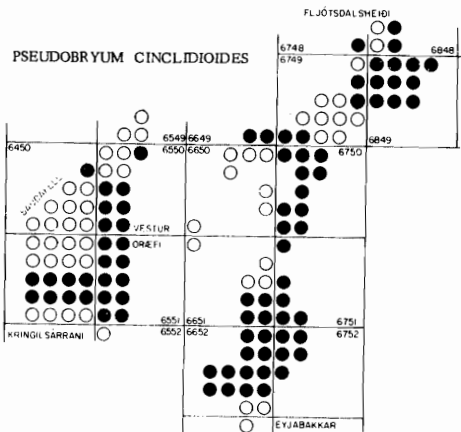 FLJÓTSDALSHEIÐI
PSEUDOBRYUM CINCLIDIOIDES
6748 6848
6749
6549 6649
6450 6550 6650 6750 6849
VESTUR
ÖRÆFI
6551 6651 6751
KRINGILSÁRRANI 6552 6652 6752
EYJABAKKAR